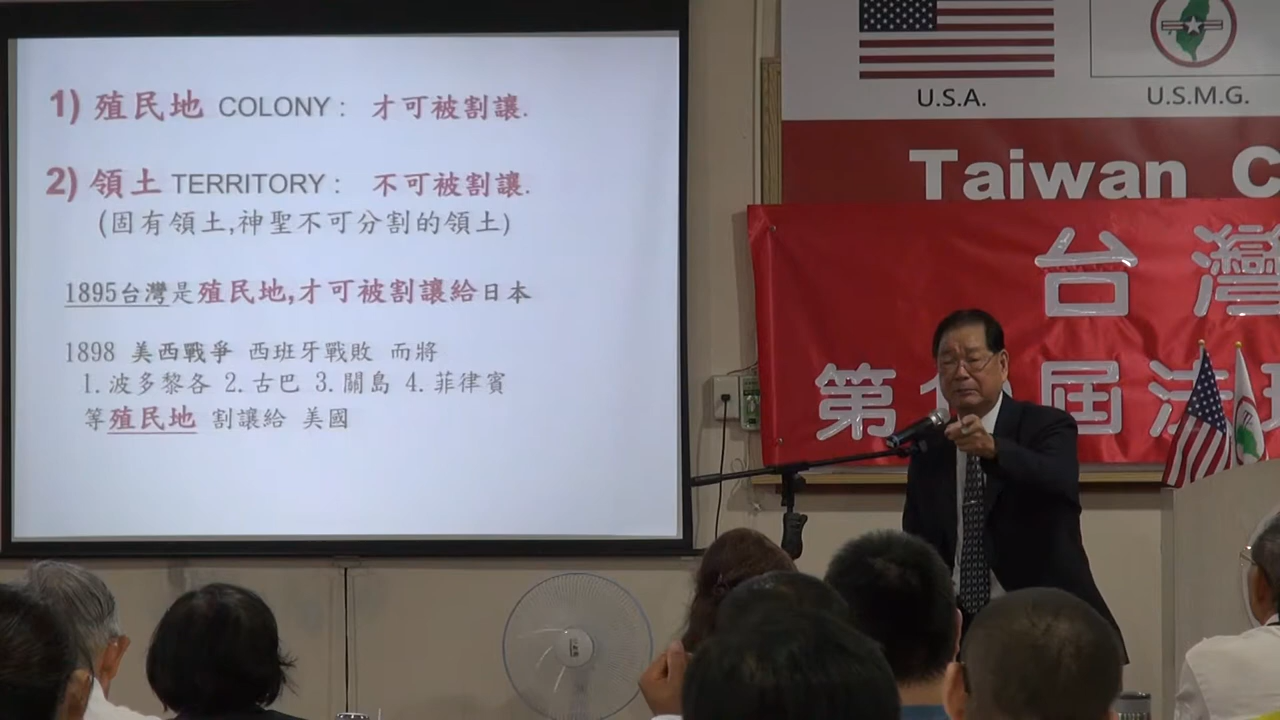 1) 殖民地 COLONY : 才可被割讓.
2) 領土 TERRITORY : 不可被割讓.
(固有領土,神聖不可分割的領土)
1895台灣是殖民地,才可被割讓給日本
1898 美西戰爭 西班牙戰敗 而將
1. 波多黎各 2. 古巴 3. 關島 4. 菲律賓
等殖民地 割讓給 美國
U.S.A.
U.S.M.G.
Taiwan C
台灣
第 屆法